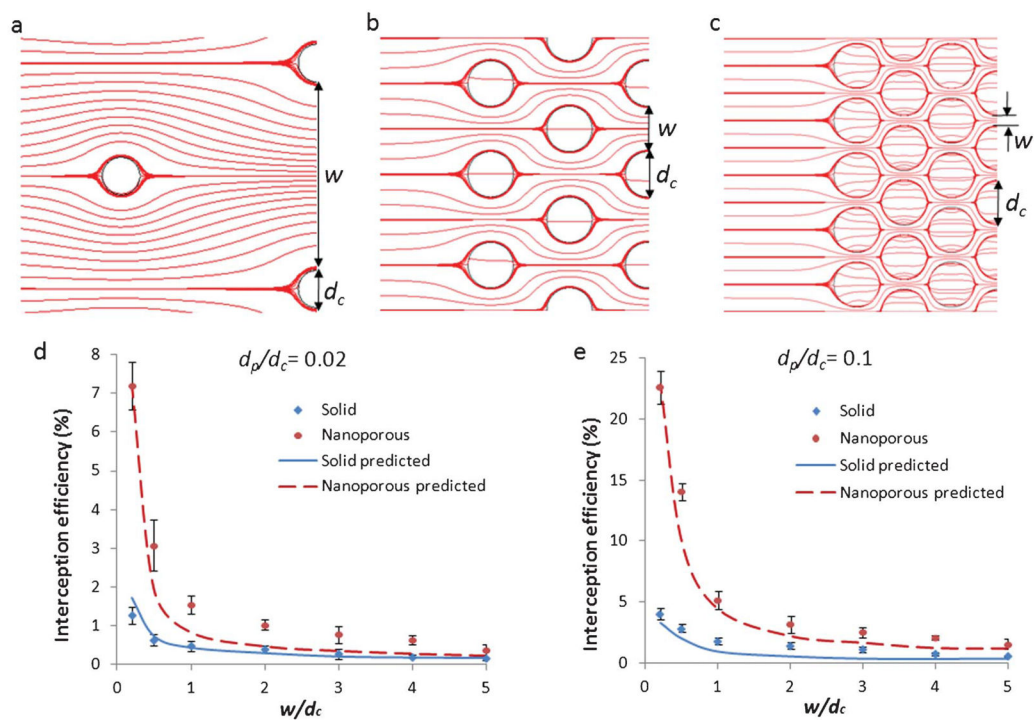 a
b
c
w
d_c
w
d_c
w
d_c
d
d_p/d_c= 0.02
Solid
Nanoporous
Solid predicted
Nanoporous predicted
Interception efficiency (%)
8
7
6
5
4
3
2
1
0
0 1 2 3 4 5
w/d_c
e
d_p/d_c= 0.1
Solid
Nanoporous
Solid predicted
Nanoporous predicted
Interception efficiency (%)
25
20
15
10
5
0
0 1 2 3 4 5
w/d_c